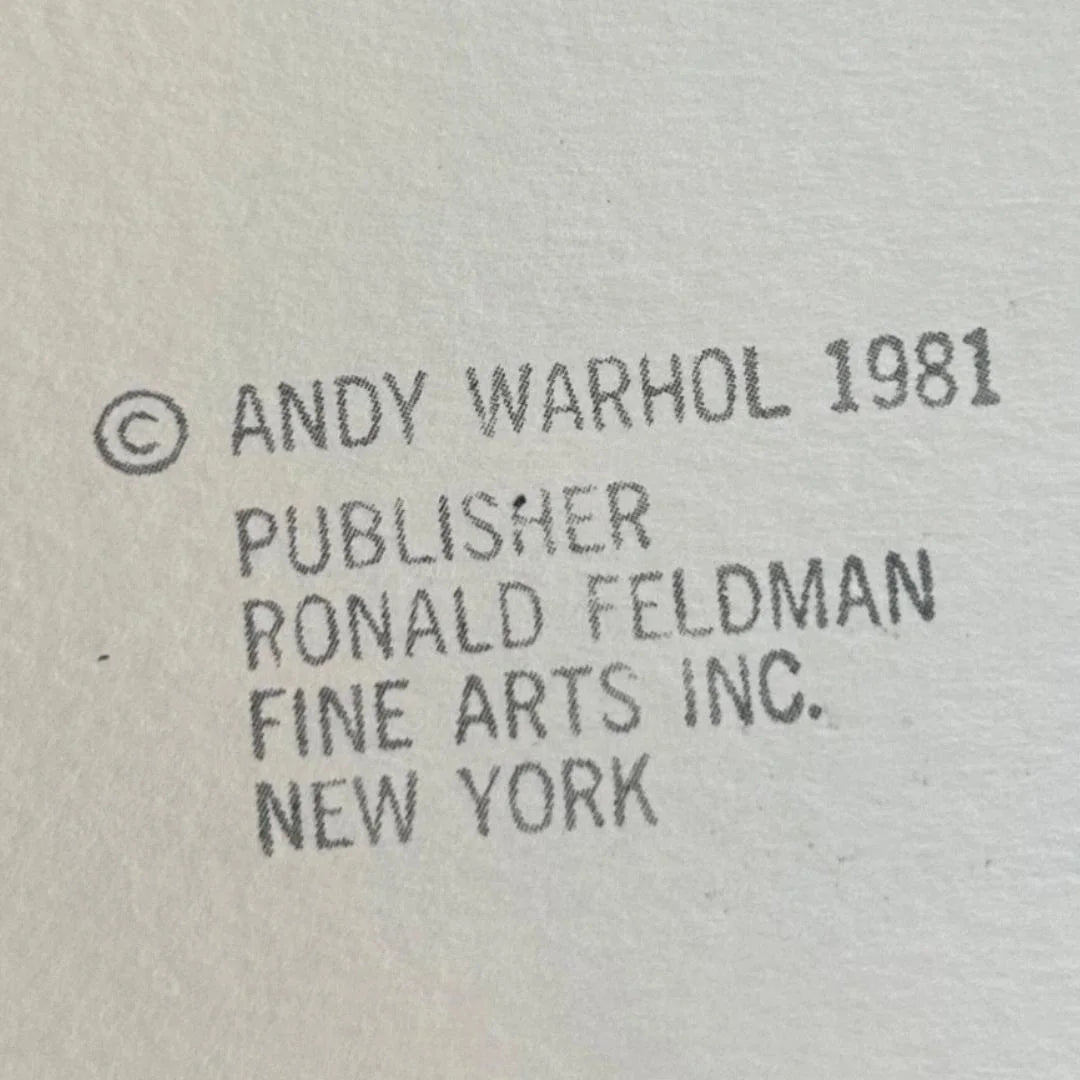 © ANDY WARHOL 1981
PUBLISHER
RONALD FELDMAN
FINE ARTS INC.
NEW YORK